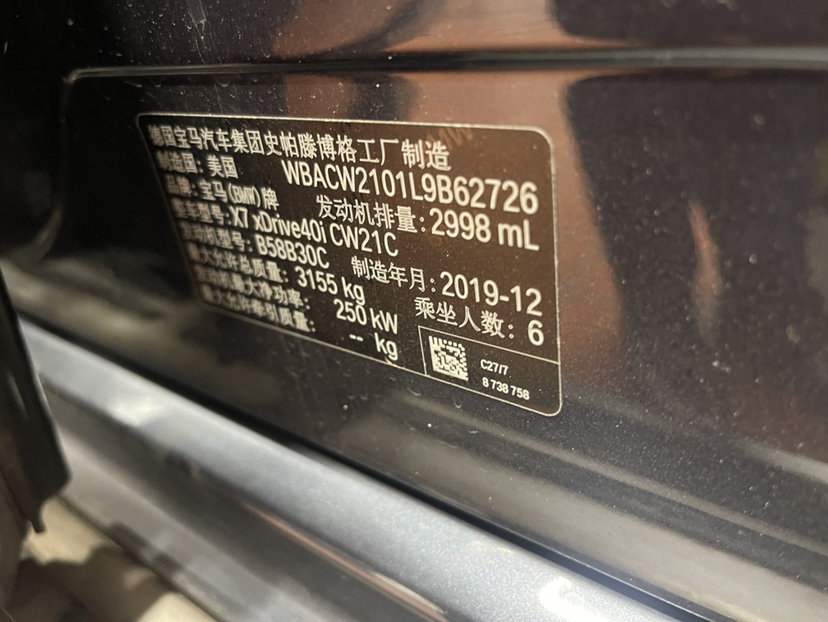 德国宝马汽车集团史帕滕博格工厂制造
制造国: 美国 WBACW2101L9B62726
品牌: 宝马(BMW)牌 发动机排量: 2998 mL
整车型号: X7 xDrive40i CW21C
发动机型号: B58B30C 制造年月: 2019-12
最大允许总质量: 3155 kg 乘坐人数: 6
发动机最大净功率: 250 kW
最大允许牵引质量: -- kg
C27/7
8 738 758